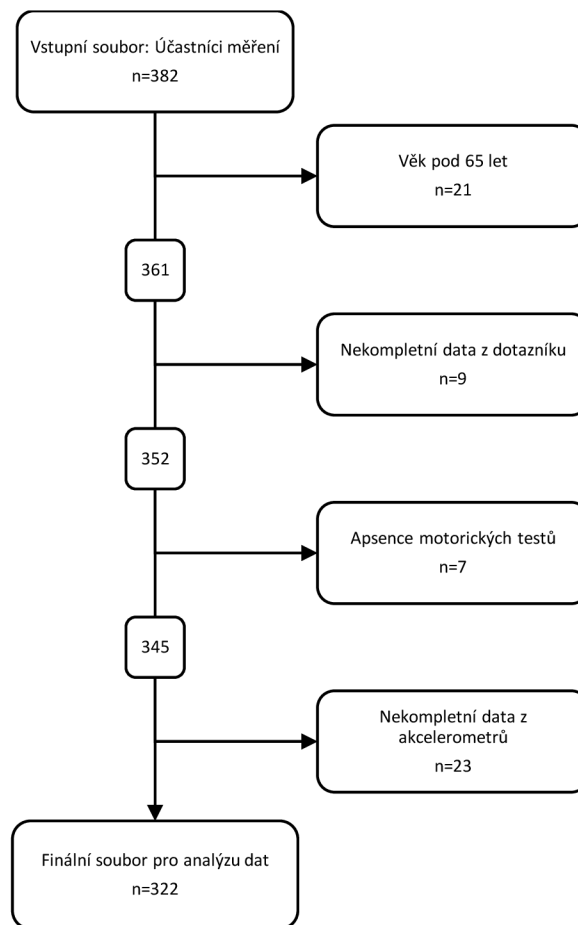 Vstupní soubor: Účastníci měření
n=382
Věk pod 65 let
n=21
361
Nekompletní data z dotazníku
n=9
352
Apsence motorických testů
n=7
345
Nekompletní data z
akcelerometrů
n=23
Finální soubor pro analýzu dat
n=322